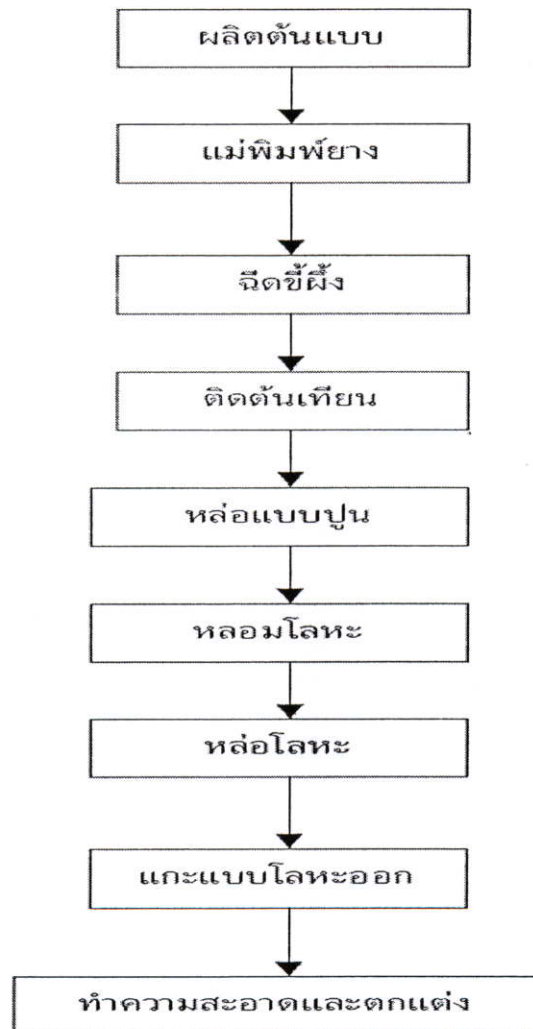 ผลิตต้นแบบ
แม่พิมพ์ยาง
ฉีดขี้ผึ้ง
ติดต้นเทียน
หล่อแบบปูน
หลอมโลหะ
หล่อโลหะ
แกะแบบโลหะออก
ทำความสะอาดและตกแต่ง